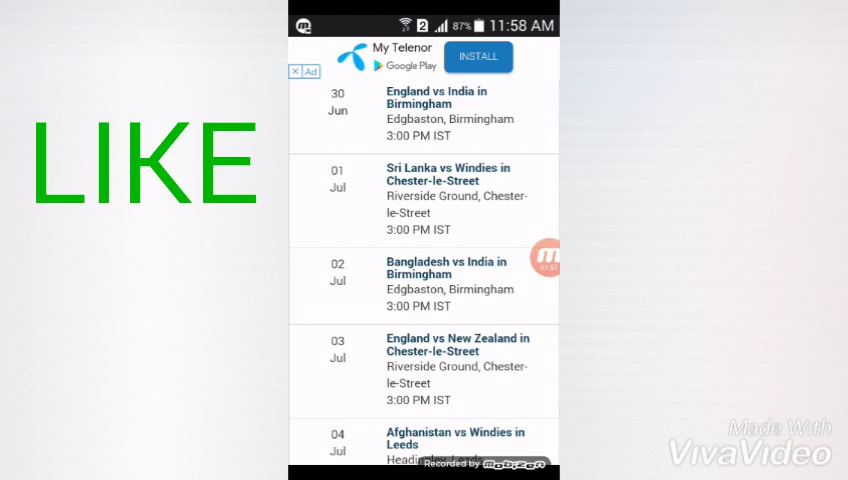 2 87% 11:58 AM
My Telenor
Google Play
INSTALL
× Ad
LIKE
30
Jun
England vs India in
Birmingham
Edgbaston, Birmingham
3:00 PM IST
01
Jul
Sri Lanka vs Windies in
Chester-le-Street
Riverside Ground, Chester-
le-Street
3:00 PM IST
02
Jul
Bangladesh vs India in
Birmingham
Edgbaston, Birmingham
3:00 PM IST
03
Jul
England vs New Zealand in
Chester-le-Street
Riverside Ground, Chester-
le-Street
3:00 PM IST
04
Jul
Afghanistan vs Windies in
Leeds
Headingley, Leeds
Recorded by mobizen
Made With
VivaVideo